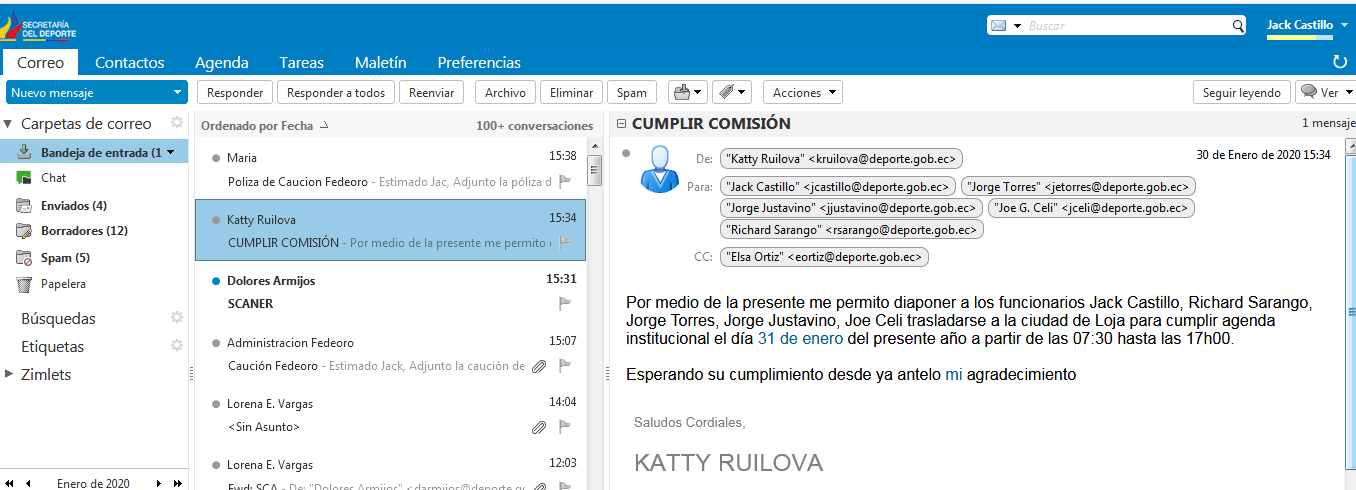 SECRETARÍA
DEL DEPORTE
Buscar
Jack Castillo
Correo Contactos Agenda Tareas Maletín Preferencias
Nuevo mensaje
Responder Responder a todos Reenviar Archivo Eliminar Spam Acciones Seguir leyendo Ver
Carpetas de correo
Bandeja de entrada (1
Chat
Enviados (4)
Borradores (12)
Spam (5)
Papelera
Búsquedas
Etiquetas
Zimlets
Enero de 2020
Ordenado por Fecha 100+ conversaciones
Maria 15:38
Poliza de Caucion Fedeoro - Estimado Jac, Adjunto la póliza d
Katty Ruilova 15:34
CUMPLIR COMISIÓN - Por medio de la presente me permito
Dolores Armijos 15:31
SCANER
Administracion Fedeoro 15:07
Caución Fedeoro - Estimado Jack, Adjunto la caución de
Lorena E. Vargas 14:04
<Sin Asunto>
Lorena E. Vargas 12:03
Fwd: SCA - De: "Dolores Armijos" <darmijos@deporte.go
CUMPLIR COMISIÓN 1 mensaje
De: "Katty Ruilova" <kruilova@deporte.gob.ec> 30 de Enero de 2020 15:34
Para: "Jack Castillo" <jcastillo@deporte.gob.ec> "Jorge Torres" <jetorres@deporte.gob.ec>
"Jorge Justavino" <jjustavino@deporte.gob.ec> "Joe G. Celi" <jceli@deporte.gob.ec>
"Richard Sarango" <rsarango@deporte.gob.ec>
CC: "Elsa Ortiz" <eortiz@deporte.gob.ec>
Por medio de la presente me permito diaponer a los funcionarios Jack Castillo, Richard Sarango,
Jorge Torres, Jorge Justavino, Joe Celi trasladarse a la ciudad de Loja para cumplir agenda
institucional el día 31 de enero del presente año a partir de las 07:30 hasta las 17h00.
Esperando su cumplimiento desde ya antelo mi agradecimiento
Saludos Cordiales,
KATTY RUILOVA